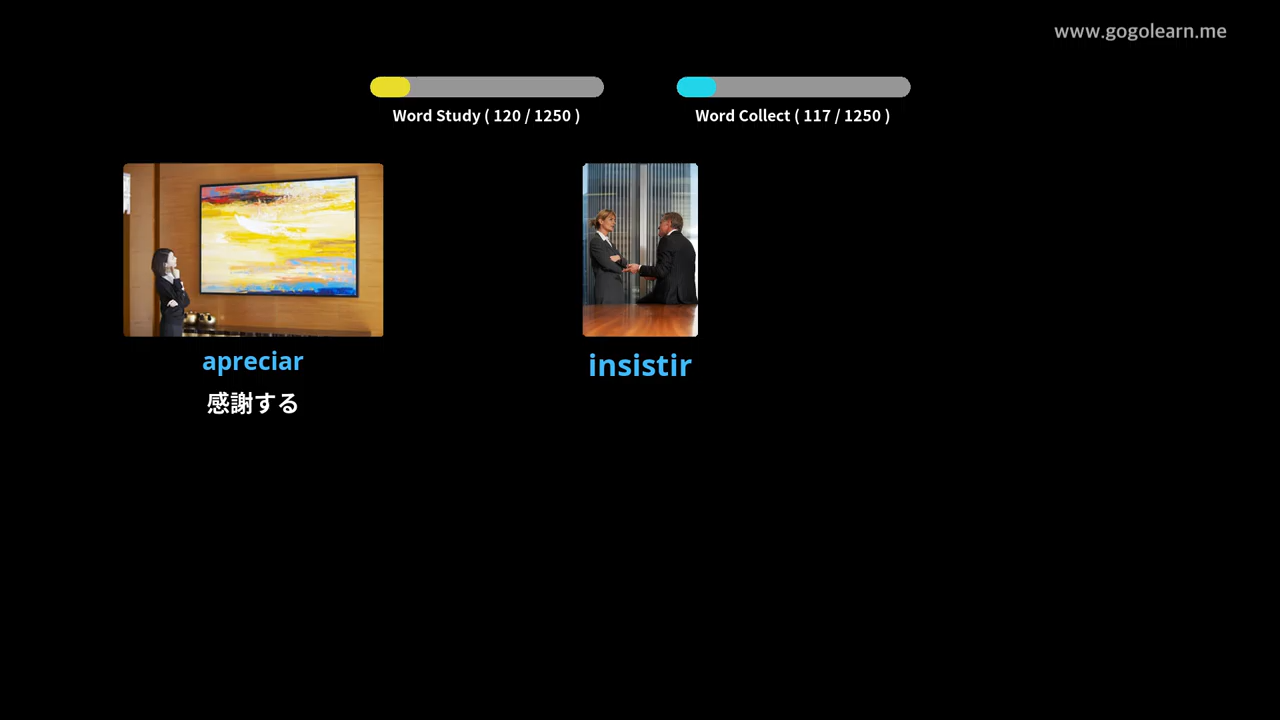 www.gogolearn.me
Word Study ( 120 / 1250 )
Word Collect ( 117 / 1250 )
apreciar
感謝する
insistir